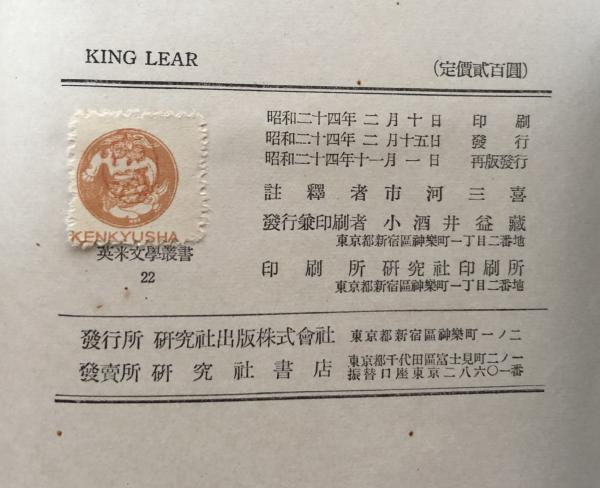 KING LEAR
(定價貳百圓)
昭和二十四年 二 月十 日 印 刷
昭和二十四年 二 月十五日 發 行
昭和二十四年十一月 一 日 再版發行
KENKYUSHA
英米文學叢書
22
註 釋 者 市 河 三 喜
發行兼印刷者 小 酒 井 益 藏
東京都新宿區神樂町一丁目二番地
印 刷 所 研究社印刷所
東京都新宿區神樂町一丁目二番地
發行所 研究社出版株式會社 東京都新宿區神樂町一ノ二
發賣所 研 究 社 書 店 東京都千代田區富士見町二ノ一
振替口座東京二八六〇一番